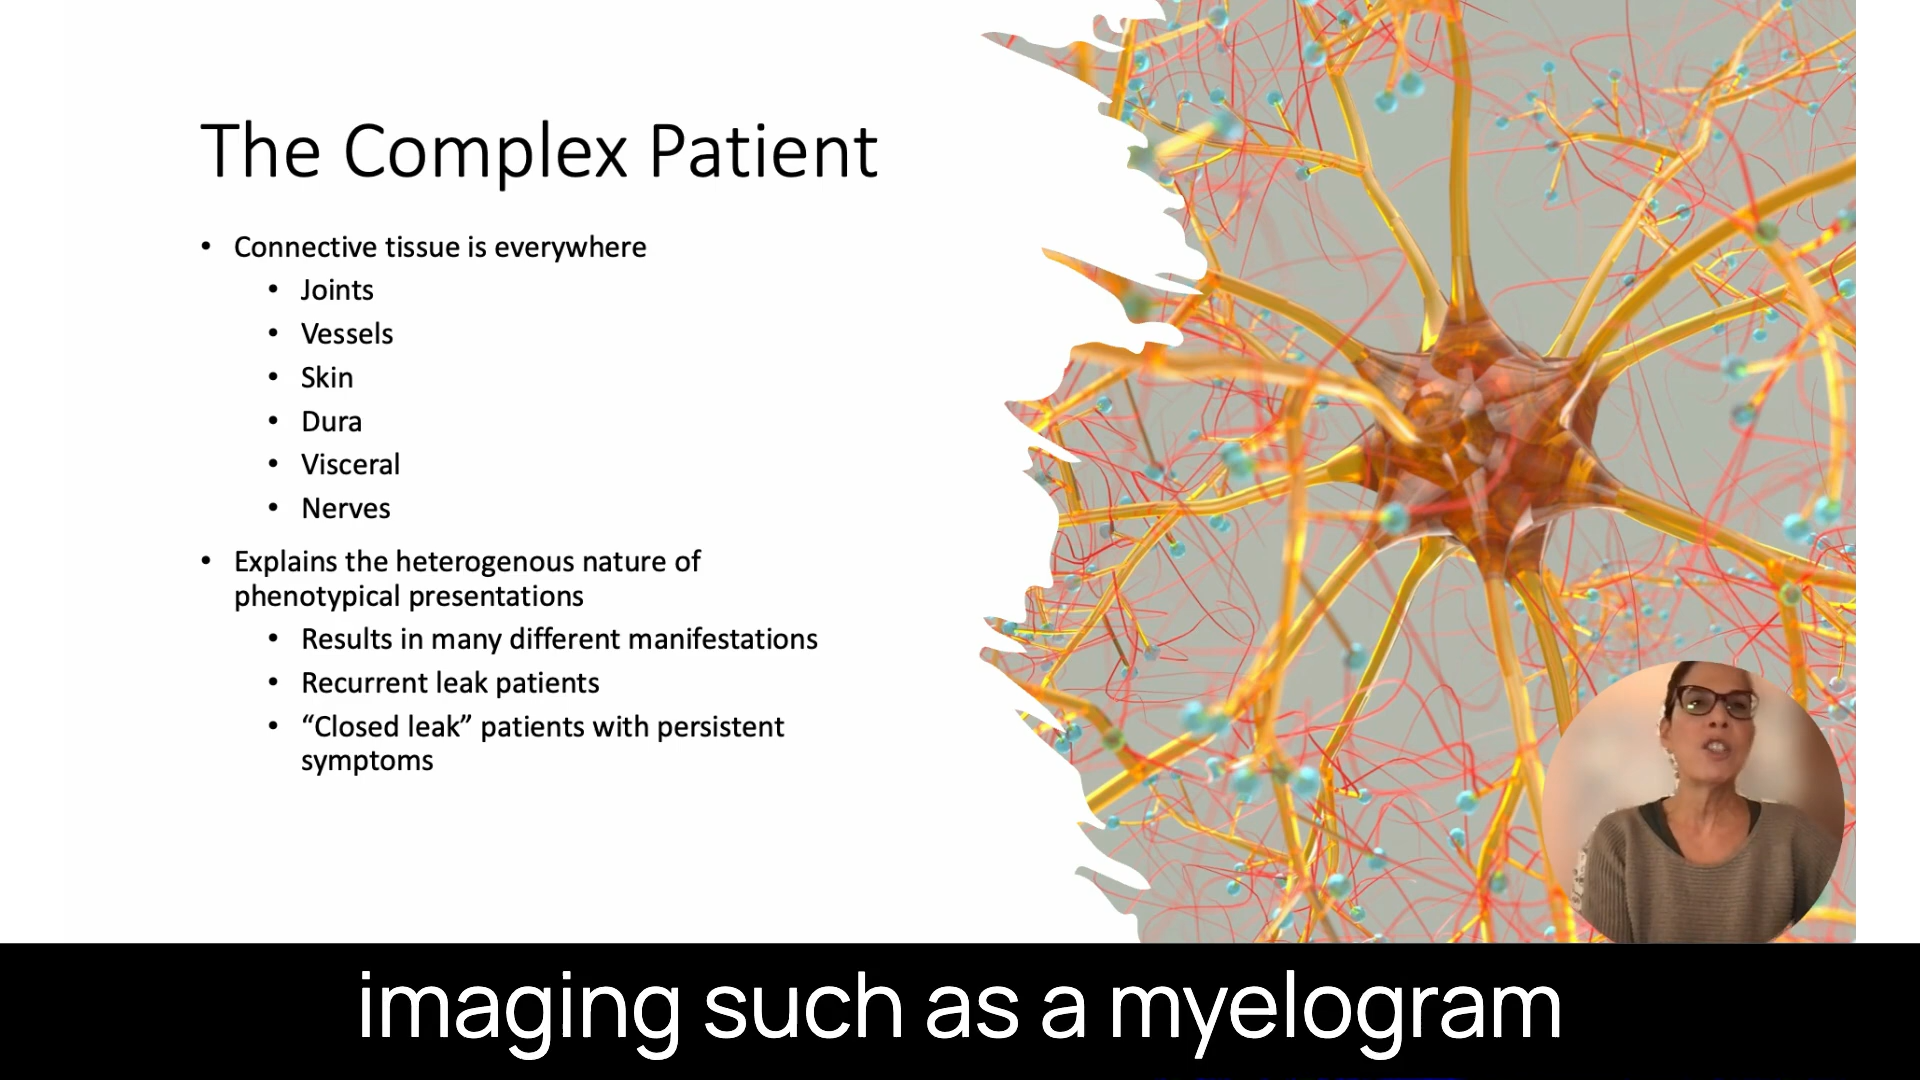 The Complex Patient
• Connective tissue is everywhere
• Joints
• Vessels
• Skin
• Dura
• Visceral
• Nerves
• Explains the heterogenous nature of
phenotypical presentations
• Results in many different manifestations
• Recurrent leak patients
• “Closed leak” patients with persistent
symptoms
imaging such as a myelogram